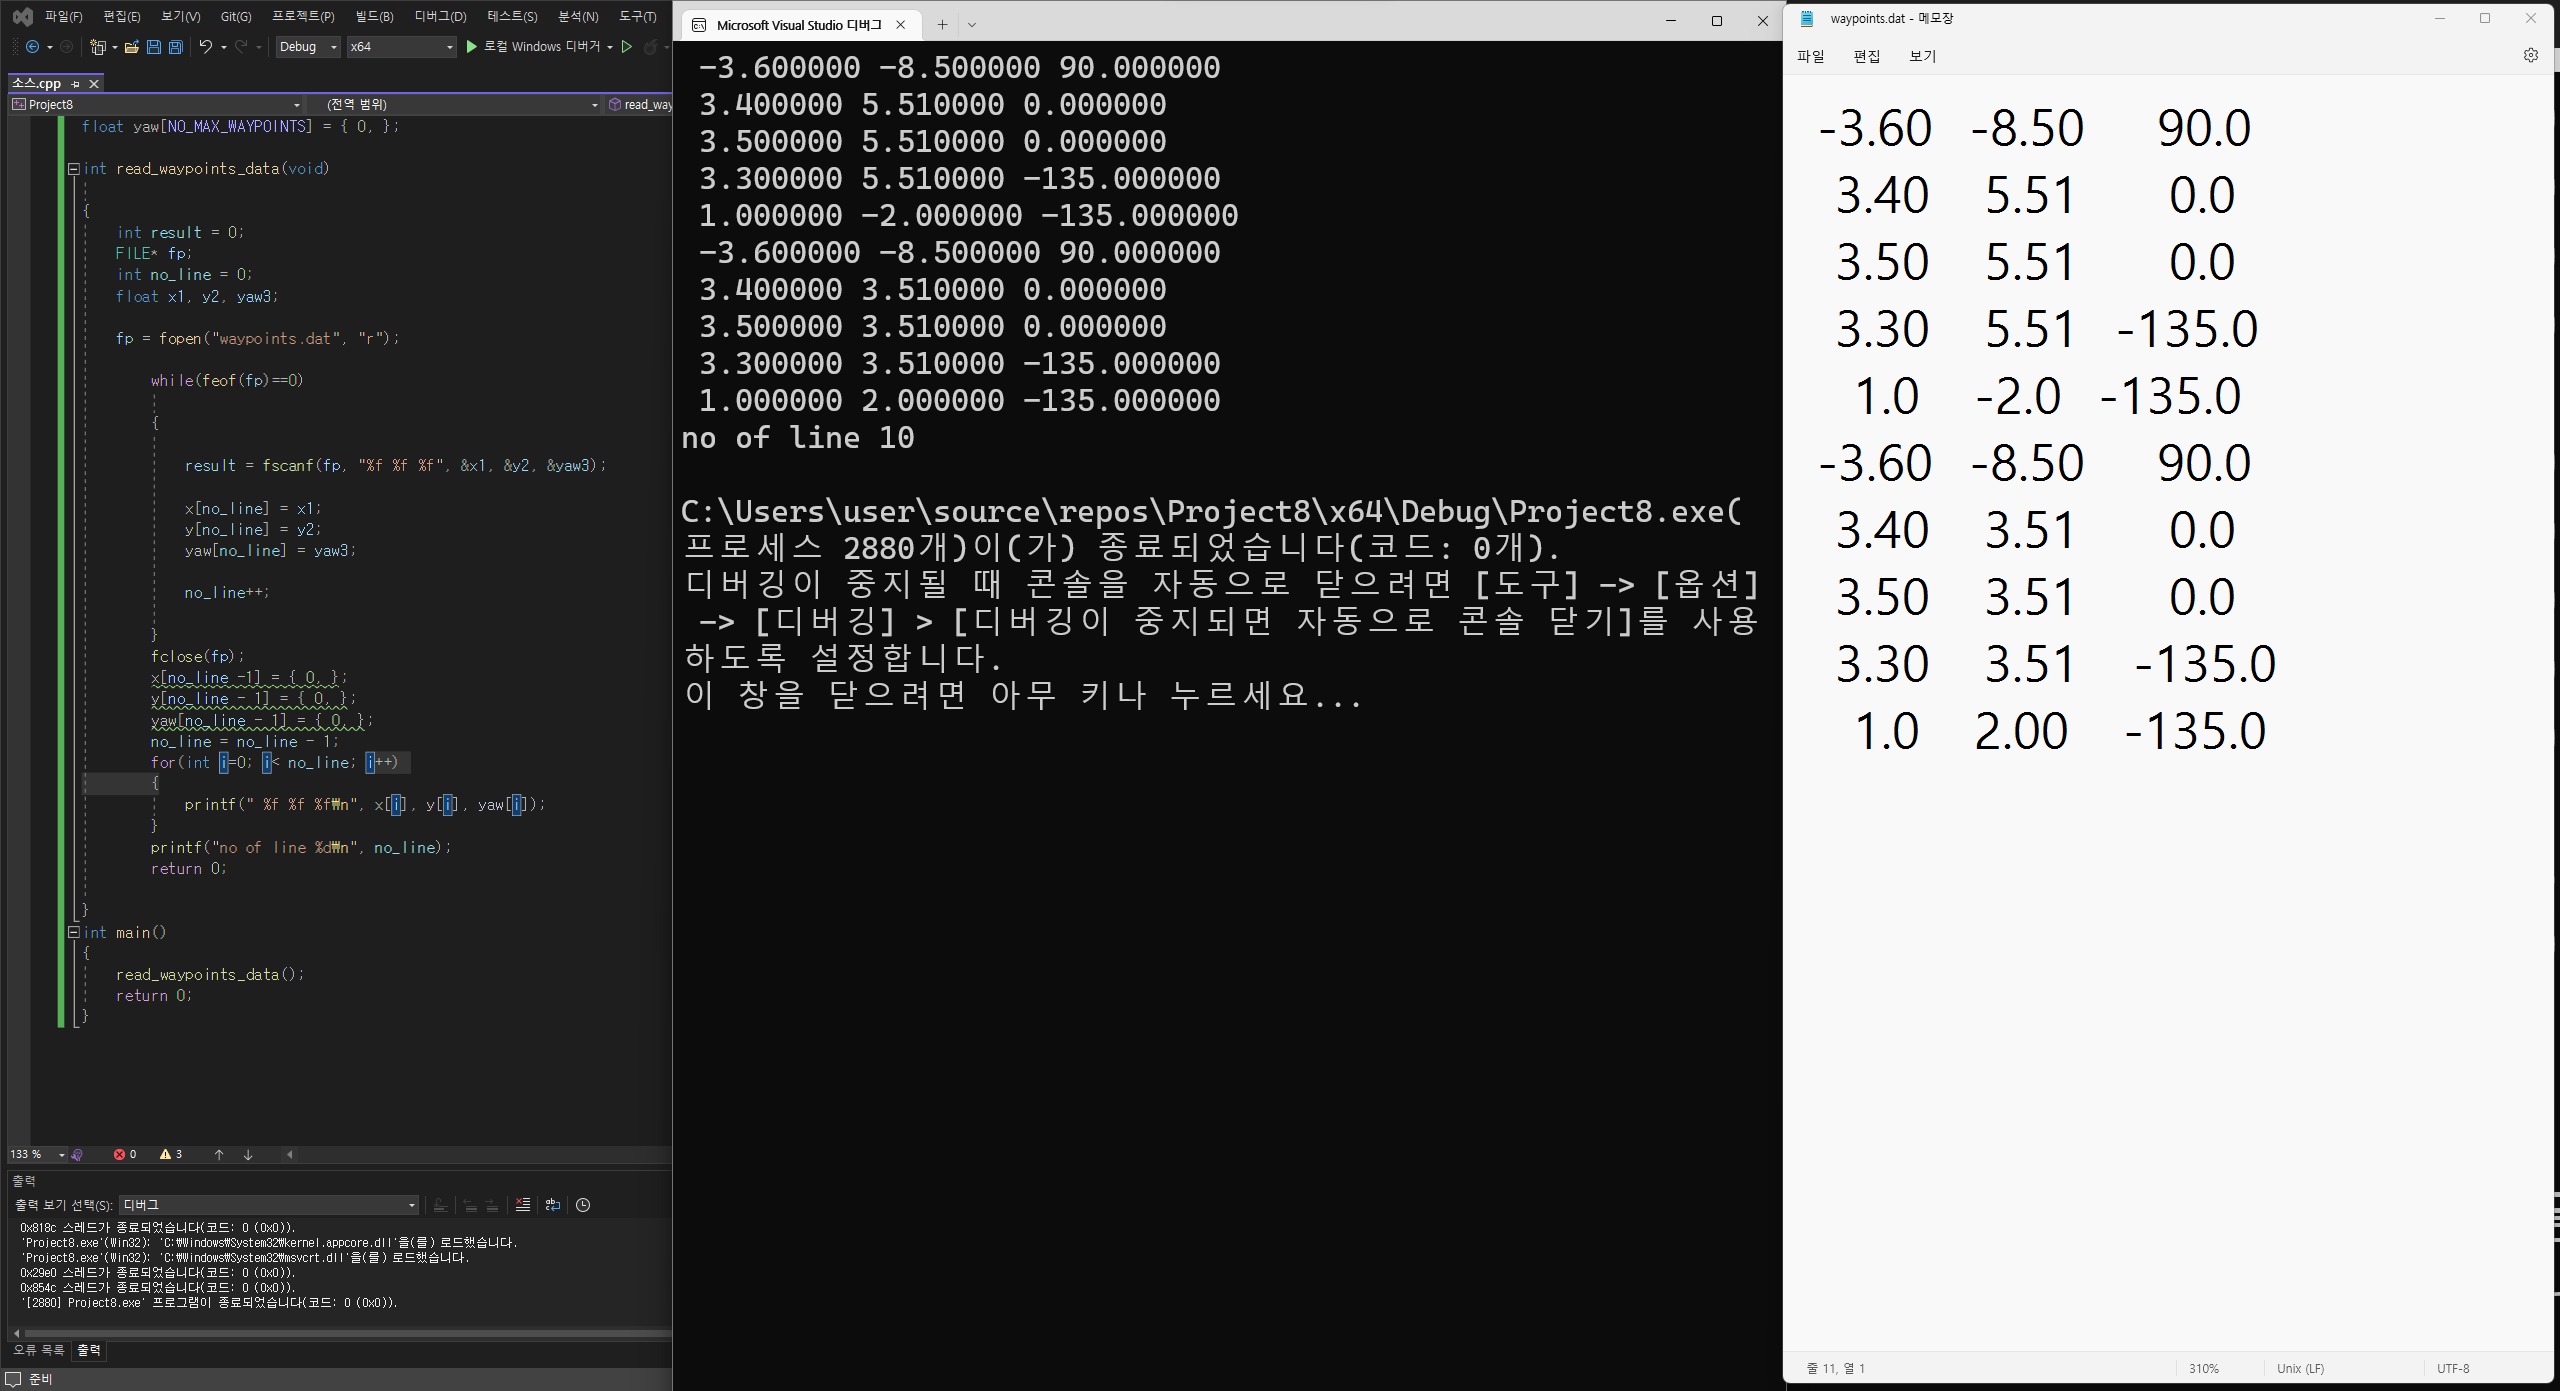 파일(F) 편집(E) 보기(V) Git(G) 프로젝트(P) 빌드(B) 디버그(D) 테스트(S) 분석(N) 도구(T)
Debug x64 로컬 Windows 디버거
소스.cpp
Project8 (전역 범위) read_way
float yaw[NO_MAX_WAYPOINTS] = { 0, };
int read_waypoints_data(void)
{
int result = 0;
FILE* fp;
int no_line = 0;
float x1, y2, yaw3;
fp = fopen("waypoints.dat", "r");
while(feof(fp)==0)
{
result = fscanf(fp, "%f %f %f", &x1, &y2, &yaw3);
x[no_line] = x1;
y[no_line] = y2;
yaw[no_line] = yaw3;
no_line++;
}
fclose(fp);
x[no_line -1] = { 0, };
y[no_line - 1] = { 0, };
yaw[no_line - 1] = { 0, };
no_line = no_line - 1;
for(int i=0; i< no_line; i++)
{
printf(" %f %f %f₩n", x[i], y[i], yaw[i]);
}
printf("no of line %d₩n", no_line);
return 0;
}
int main()
{
read_waypoints_data();
return 0;
}
133 % 0 3
출력
출력 보기 선택(S): 디버그
0x818c 스레드가 종료되었습니다(코드: 0 (0x0)).
'Project8.exe'(Win32): 'C:₩Windows₩System32₩kernel.appcore.dll'을(를) 로드했습니다.
'Project8.exe'(Win32): 'C:₩Windows₩System32₩msvcrt.dll'을(를) 로드했습니다.
0x29e0 스레드가 종료되었습니다(코드: 0 (0x0)).
0x854c 스레드가 종료되었습니다(코드: 0 (0x0)).
'[2880] Project8.exe' 프로그램이 종료되었습니다(코드: 0 (0x0)).
오류 목록 출력
준비
Microsoft Visual Studio 디버그
-3.600000 -8.500000 90.000000
3.400000 5.510000 0.000000
3.500000 5.510000 0.000000
3.300000 5.510000 -135.000000
1.000000 -2.000000 -135.000000
-3.600000 -8.500000 90.000000
3.400000 3.510000 0.000000
3.500000 3.510000 0.000000
3.300000 3.510000 -135.000000
1.000000 2.000000 -135.000000
no of line 10
C:\Users\user\source\repos\Project8\x64\Debug\Project8.exe(
프로세스 2880개)이(가) 종료되었습니다(코드: 0개).
디버깅이 중지될 때 콘솔을 자동으로 닫으려면 [도구] -> [옵션]
-> [디버깅] > [디버깅이 중지되면 자동으로 콘솔 닫기]를 사용
하도록 설정합니다.
이 창을 닫으려면 아무 키나 누르세요...
waypoints.dat - 메모장
파일 편집 보기
-3.60 -8.50 90.0
3.40 5.51 0.0
3.50 5.51 0.0
3.30 5.51 -135.0
1.0 -2.0 -135.0
-3.60 -8.50 90.0
3.40 3.51 0.0
3.50 3.51 0.0
3.30 3.51 -135.0
1.0 2.00 -135.0
줄 11, 열 1 310% Unix (LF) UTF-8